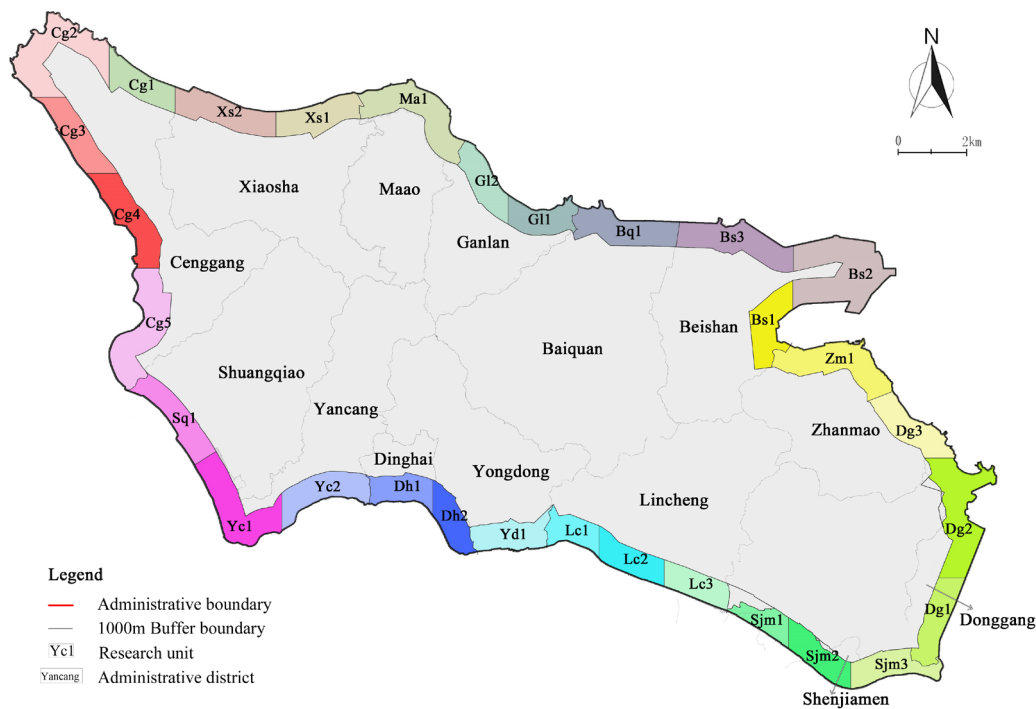 Cg2
N
Cg1
Ma1
Xs2
Xs1
0
2km
Cg3
Gl2
Xiaosha
Maao
Cg4
Gl1
Bq1
Bs3
Ganlan
Cenggang
Bs2
Cg5
Bs1
Beishan
Baiquan
Zm1
Shuangqiao
Yancang
Sq1
Zhanmao
Dg3
Dinghai
Yongdong
Yc2
Dh1
Lincheng
Dh2
Yc1
Yd1
Lc1
Dg2
Lc2
Lc3
Dg1
Sjm1
Donggang
Sjm2
Sjm3
Shenjiamen
Legend
Administrative boundary
1000m Buffer boundary
Yc1 Research unit
Yancang Administrative district